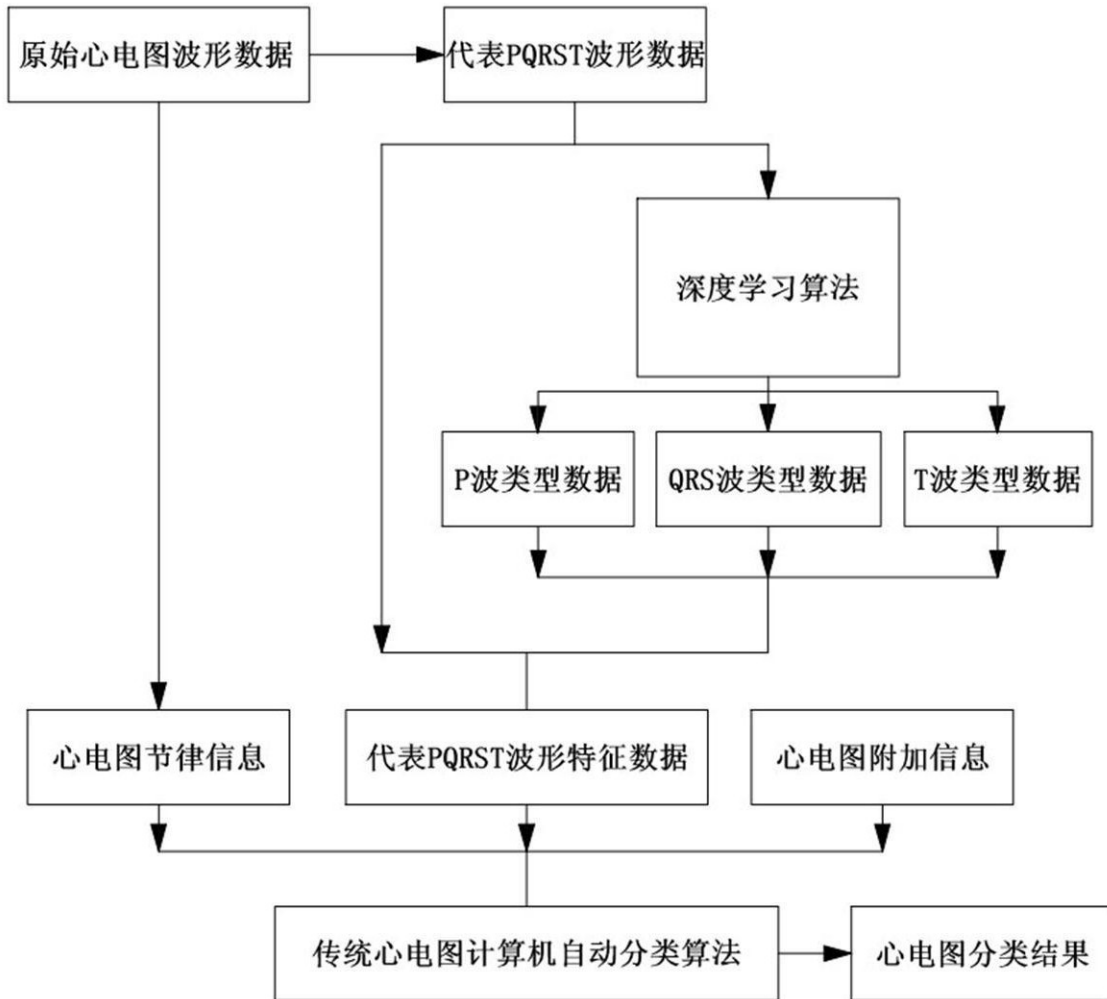 原始心电图波形数据
代表PQRST波形数据
深度学习算法
P波类型数据
QRS波类型数据
T波类型数据
心电图节律信息
代表PQRST波形特征数据
心电图附加信息
传统心电图计算机自动分类算法
心电图分类结果